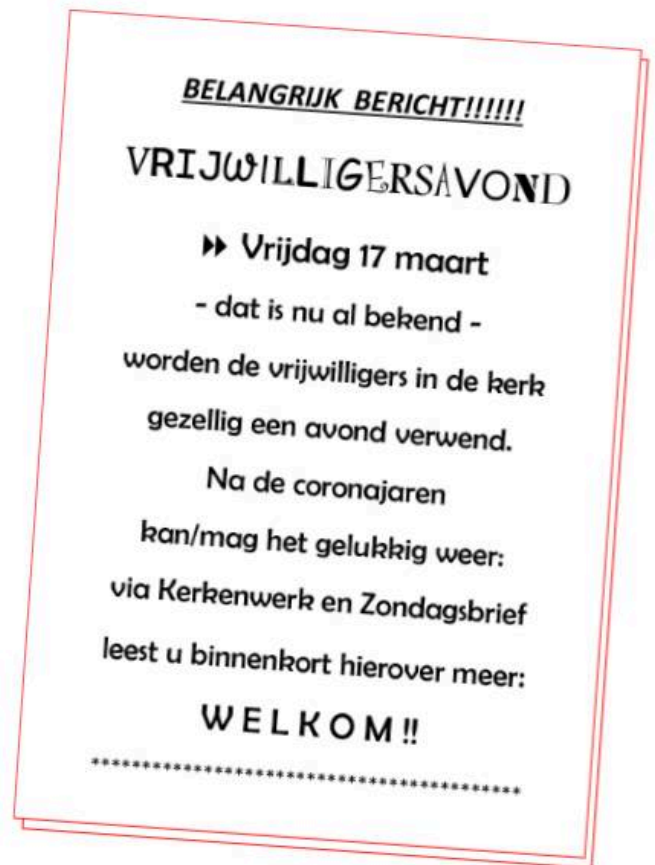 BELANGRIJK BERICHT!!!!!!
VRIJWILLIGERSAVOND
Vrijdag 17 maart
- dat is nu al bekend -
worden de vrijwilligers in de kerk
gezellig een avond verwend.
Na de coronajaren
kan/mag het gelukkig weer:
via Kerkenwerk en Zondagsbrief
leest u binnenkort hierover meer:
WELKOM!!
******************************************